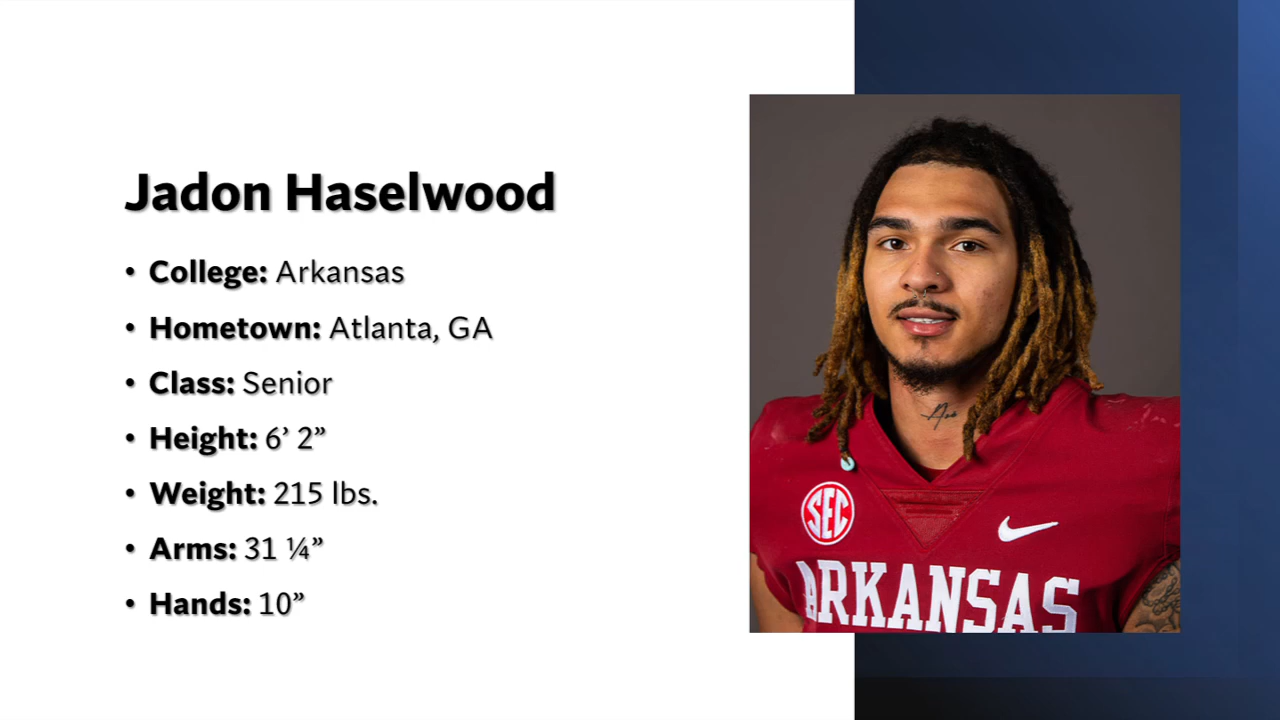 Jadon Haselwood
• College: Arkansas
• Hometown: Atlanta, GA
• Class: Senior
• Height: 6’ 2”
• Weight: 215 lbs.
• Arms: 31 ¼”
• Hands: 10”
SEC
ARKANSAS